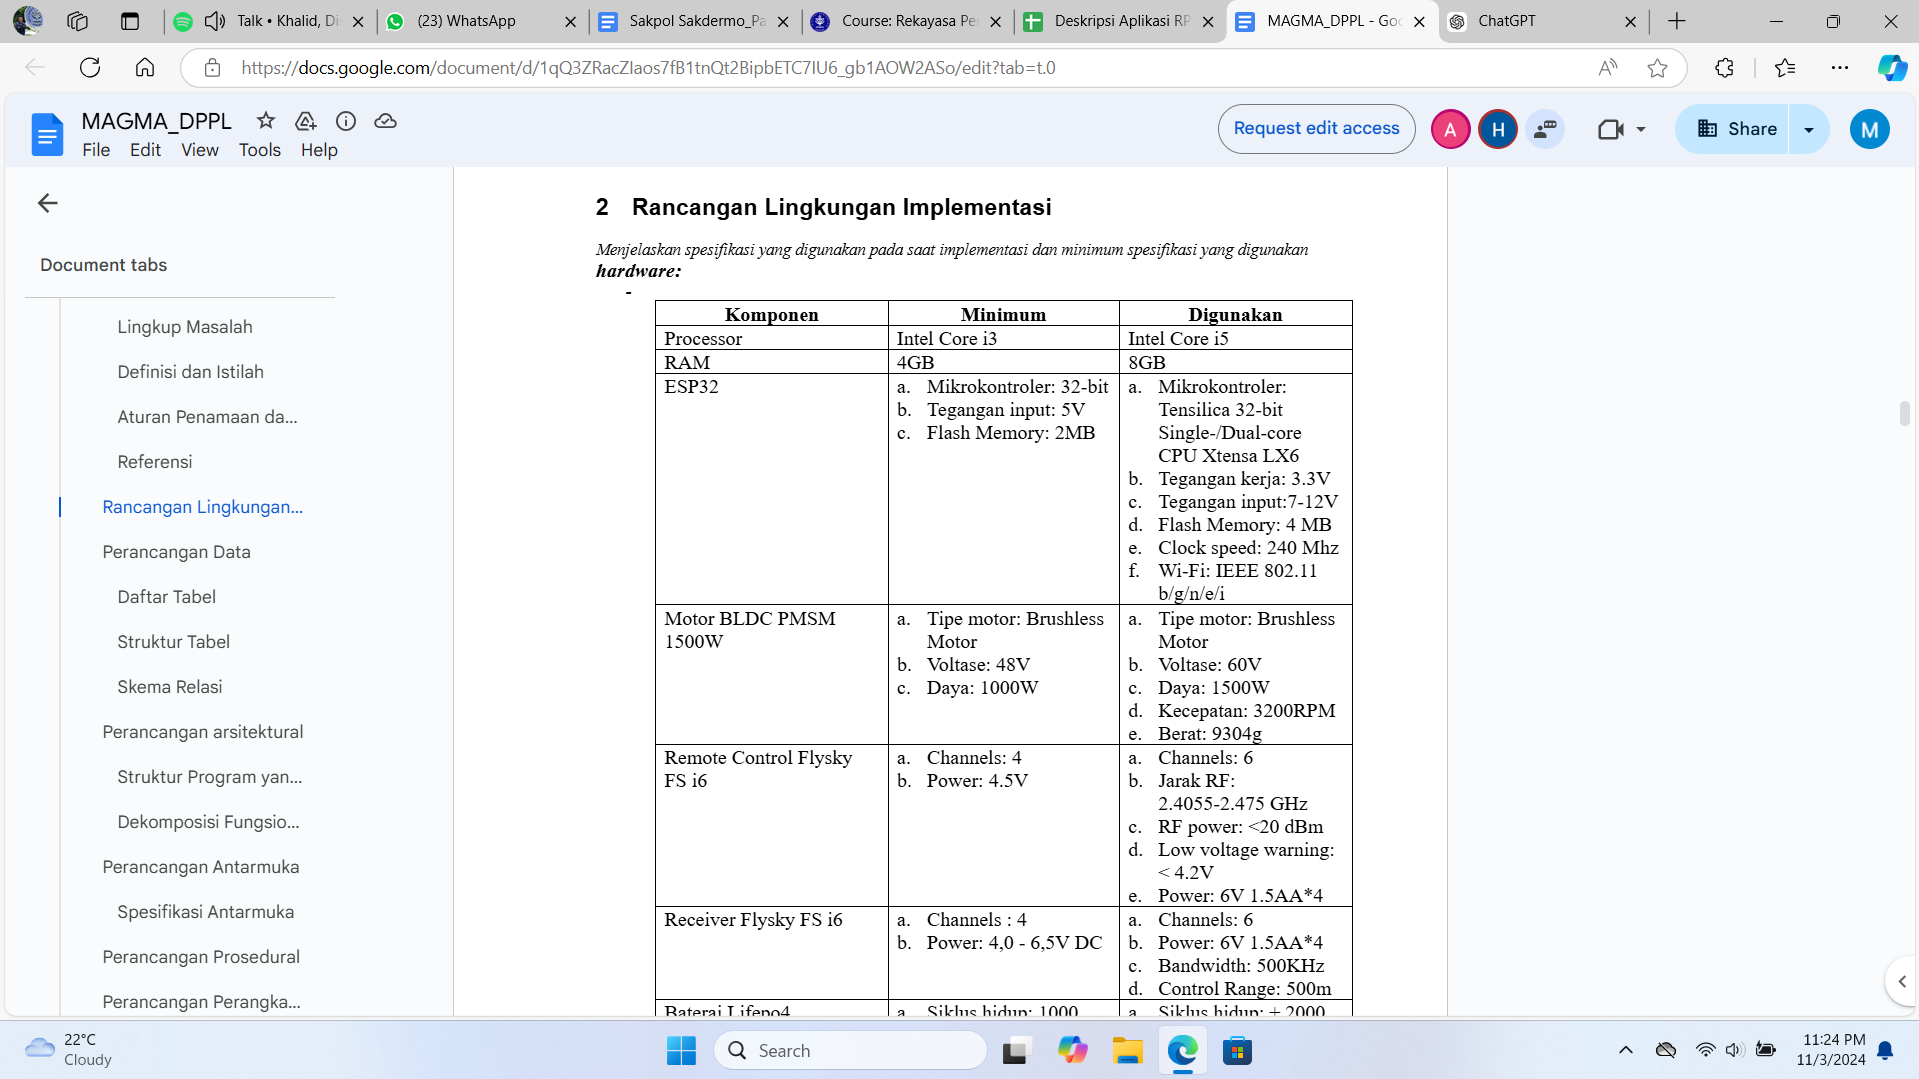 Talk • Khalid, Di
(23) WhatsApp
Sakpol Sakdermo_Pa
Course: Rekayasa Pe
Deskripsi Aplikasi RP
MAGMA_DPPL - Goo
ChatGPT
https://docs.google.com/document/d/1qQ3ZRacZIaos7fB1tnQt2BipbETC7IU6_gb1AOW2ASo/edit?tab=t.0
MAGMA_DPPL
File Edit View Tools Help
Request edit access
A
H
Share
M
Document tabs
Lingkup Masalah
Definisi dan Istilah
Aturan Penamaan da...
Referensi
Rancangan Lingkungan...
Perancangan Data
Daftar Tabel
Struktur Tabel
Skema Relasi
Perancangan arsitektural
Struktur Program yan...
Dekomposisi Fungsio...
Perancangan Antarmuka
Spesifikasi Antarmuka
Perancangan Prosedural
Perancangan Perangka...
2 Rancangan Lingkungan Implementasi
Menjelaskan spesifikasi yang digunakan pada saat implementasi dan minimum spesifikasi yang digunakan
hardware:
-
Komponen Minimum Digunakan
Processor Intel Core i3 Intel Core i5
RAM 4GB 8GB
ESP32
a. Mikrokontroler: 32-bit
b. Tegangan input: 5V
c. Flash Memory: 2MB
a. Mikrokontroler:
Tensilica 32-bit
Single-/Dual-core
CPU Xtensa LX6
b. Tegangan kerja: 3.3V
c. Tegangan input:7-12V
d. Flash Memory: 4 MB
e. Clock speed: 240 Mhz
f. Wi-Fi: IEEE 802.11
b/g/n/e/i
Motor BLDC PMSM
1500W
a. Tipe motor: Brushless
Motor
b. Voltase: 48V
c. Daya: 1000W
a. Tipe motor: Brushless
Motor
b. Voltase: 60V
c. Daya: 1500W
d. Kecepatan: 3200RPM
e. Berat: 9304g
Remote Control Flysky
FS i6
a. Channels: 4
b. Power: 4.5V
a. Channels: 6
b. Jarak RF:
2.4055-2.475 GHz
c. RF power: <20 dBm
d. Low voltage warning:
< 4.2V
e. Power: 6V 1.5AA*4
Receiver Flysky FS i6
a. Channels : 4
b. Power: 4,0 - 6,5V DC
a. Channels: 6
b. Power: 6V 1.5AA*4
c. Bandwidth: 500KHz
d. Control Range: 500m
Baterai Lifepo4
a. Siklus hidup: 1000
a. Siklus hidup: ± 2000
22°C
Cloudy
Search
11:24 PM
11/3/2024